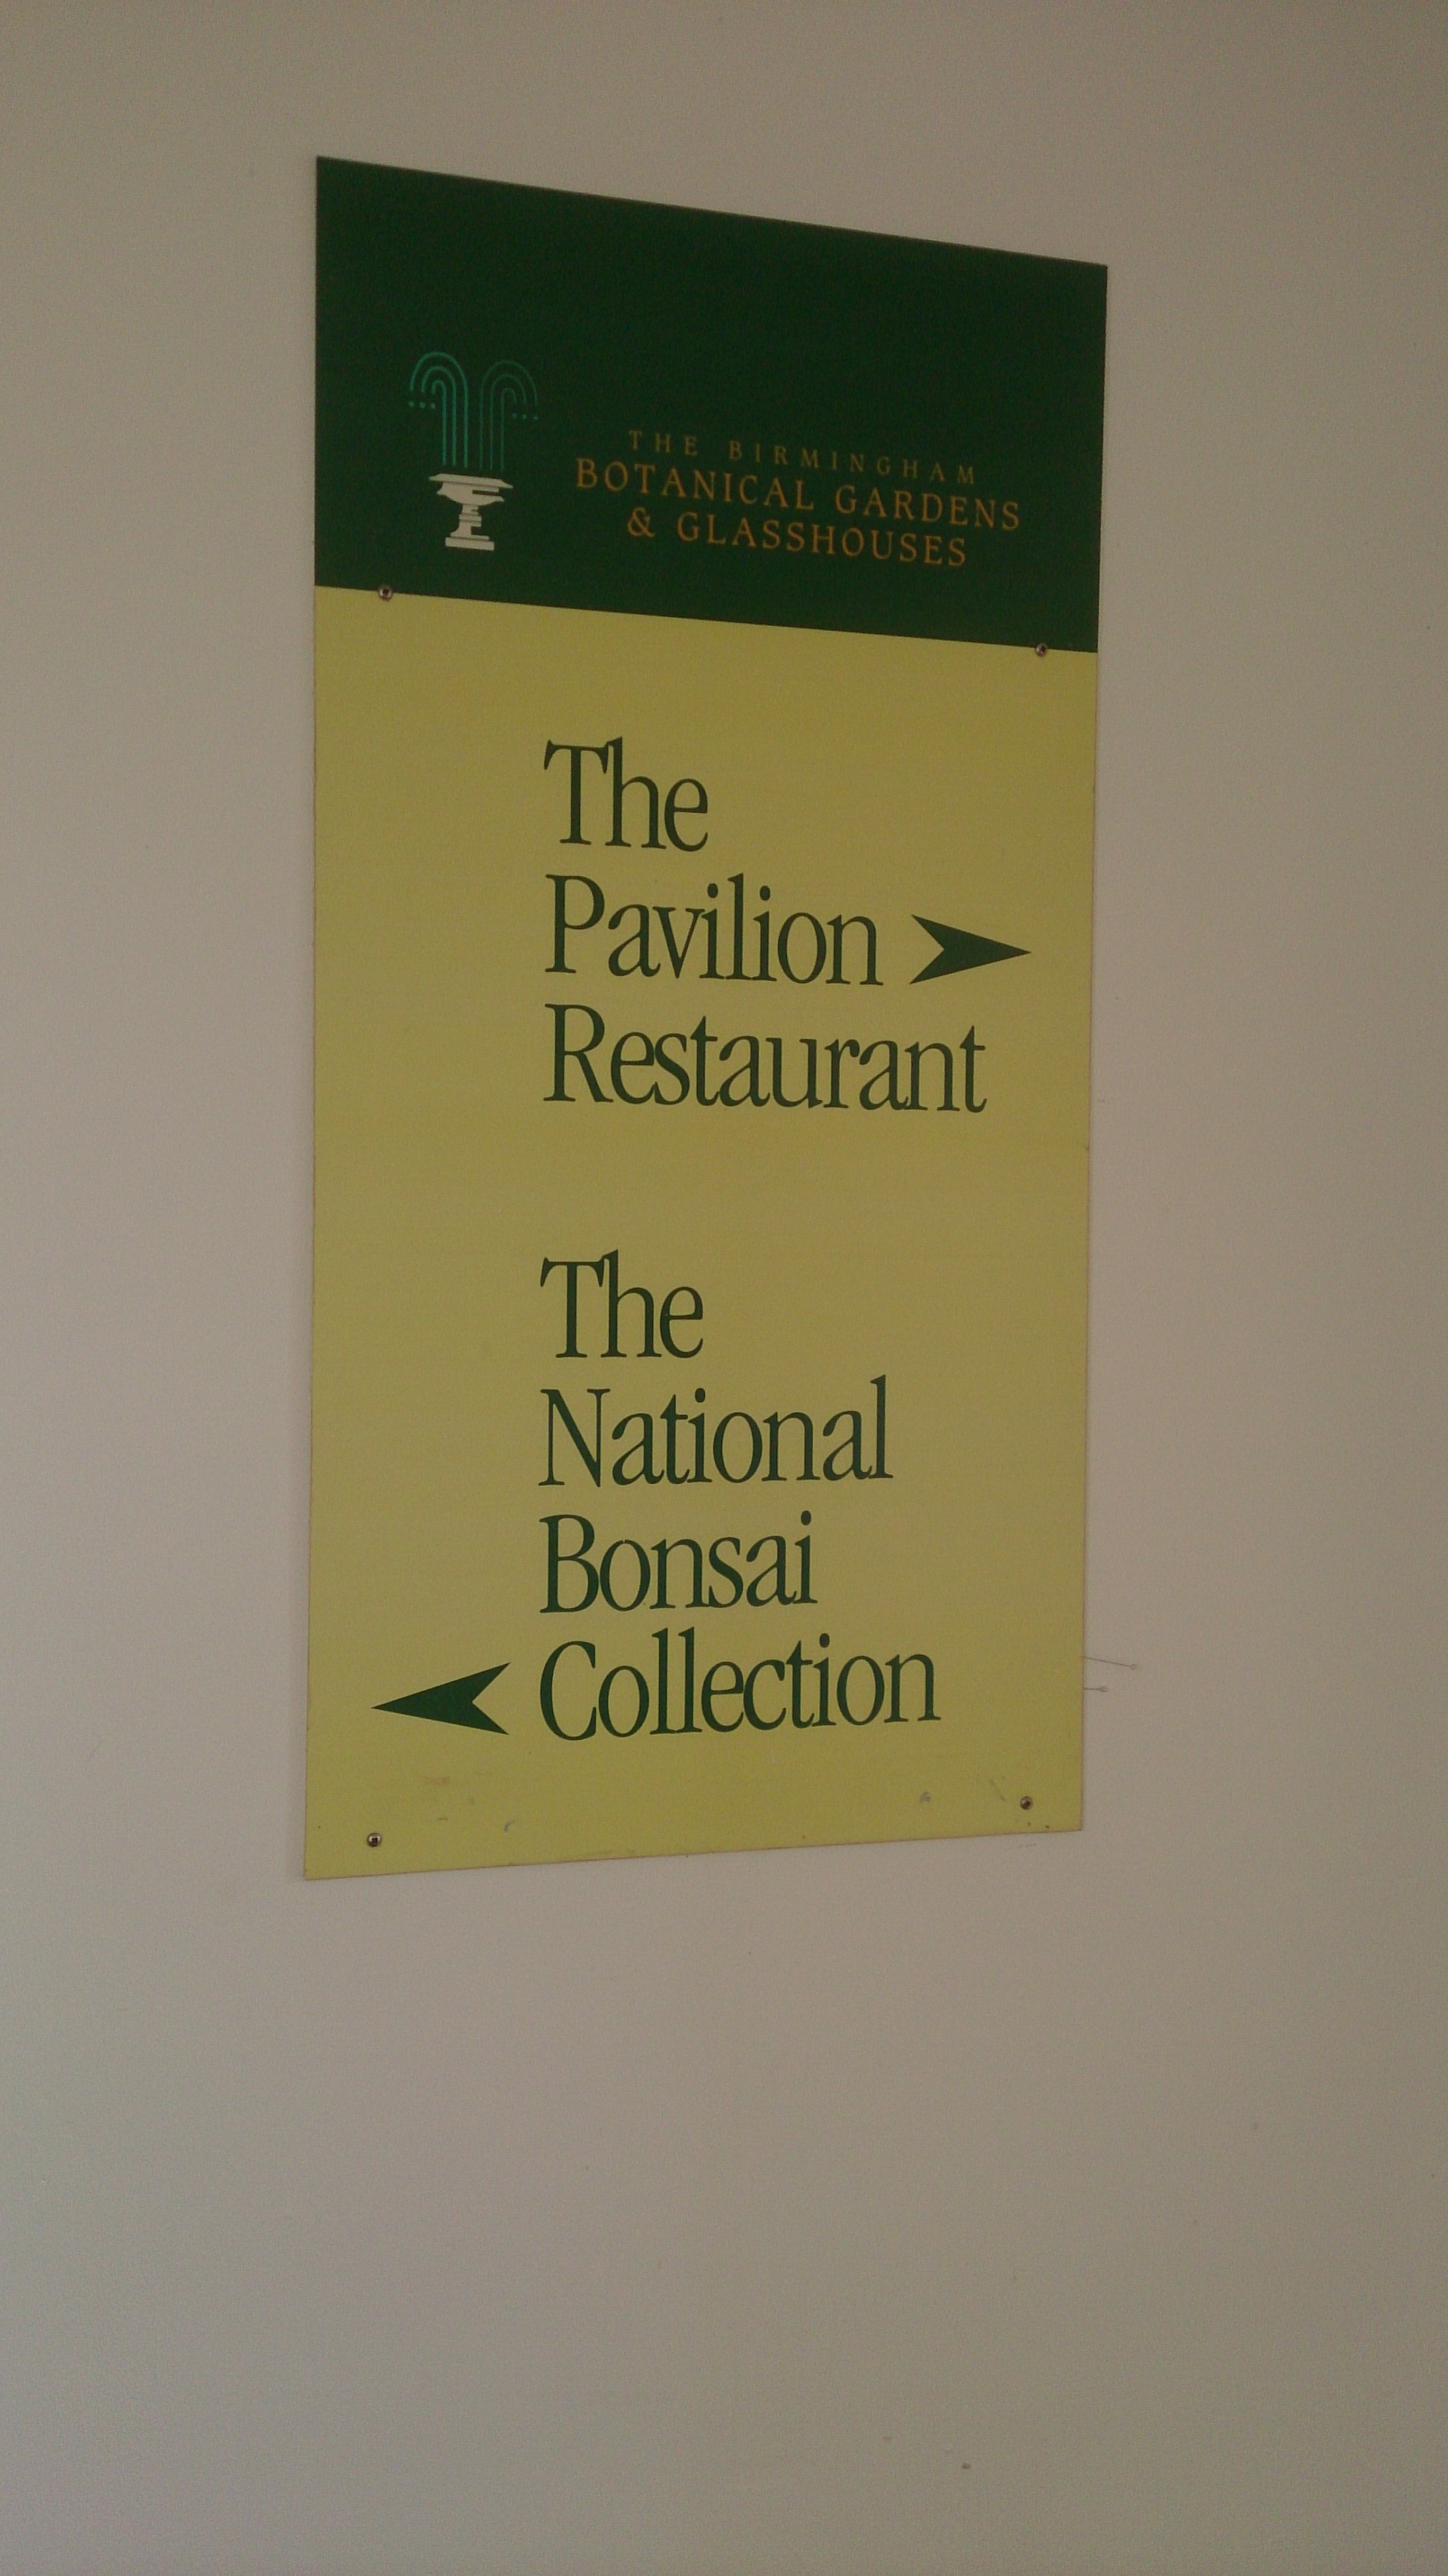 THE BIRMINGHAM
BOTANICAL GARDENS
& GLASSHOUSES
The
Pavilion
Restaurant
The
National
Bonsai
Collection